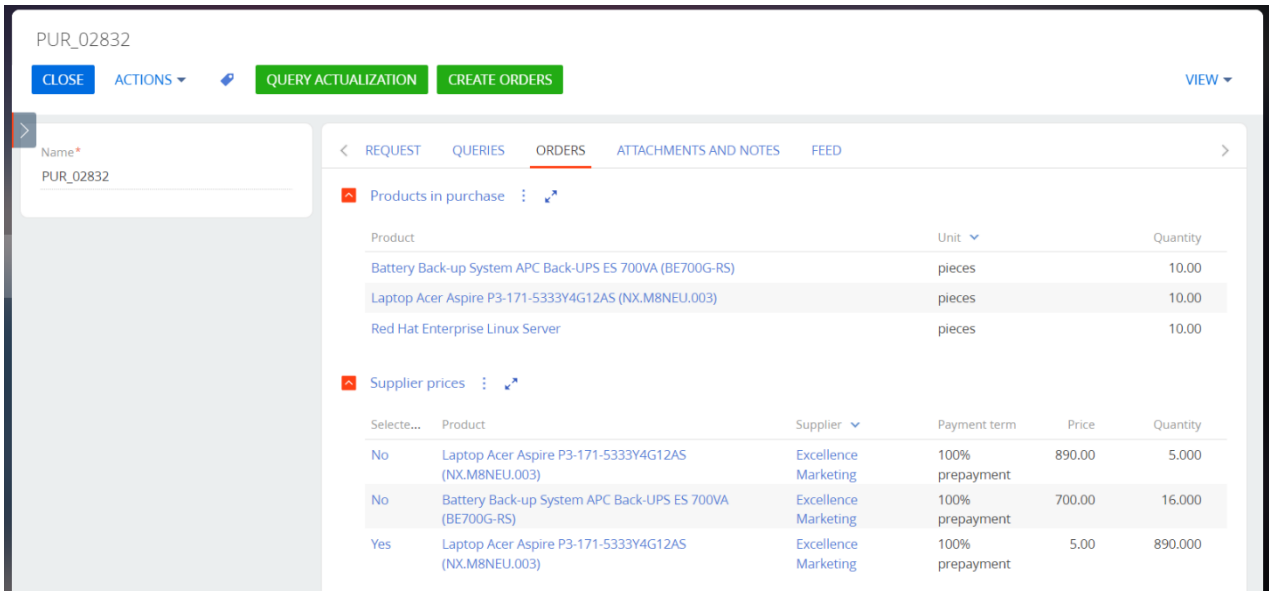 PUR_02832
CLOSE ACTIONS QUERY ACTUALIZATION CREATE ORDERS VIEW
Name*
PUR_02832
REQUEST QUERIES ORDERS ATTACHMENTS AND NOTES FEED
Products in purchase
Product Unit Quantity
Battery Back-up System APC Back-UPS ES 700VA (BE700G-RS) pieces 10.00
Laptop Acer Aspire P3-171-5333Y4G12AS (NX.M8NEU.003) pieces 10.00
Red Hat Enterprise Linux Server pieces 10.00
Supplier prices
Selecte... Product Supplier Payment term Price Quantity
No Laptop Acer Aspire P3-171-5333Y4G12AS Excellence 100% 890.00 5.000
(NX.M8NEU.003) Marketing prepayment
No Battery Back-up System APC Back-UPS ES 700VA Excellence 100% 700.00 16.000
(BE700G-RS) Marketing prepayment
Yes Laptop Acer Aspire P3-171-5333Y4G12AS Excellence 100% 5.00 890.000
(NX.M8NEU.003) Marketing prepayment